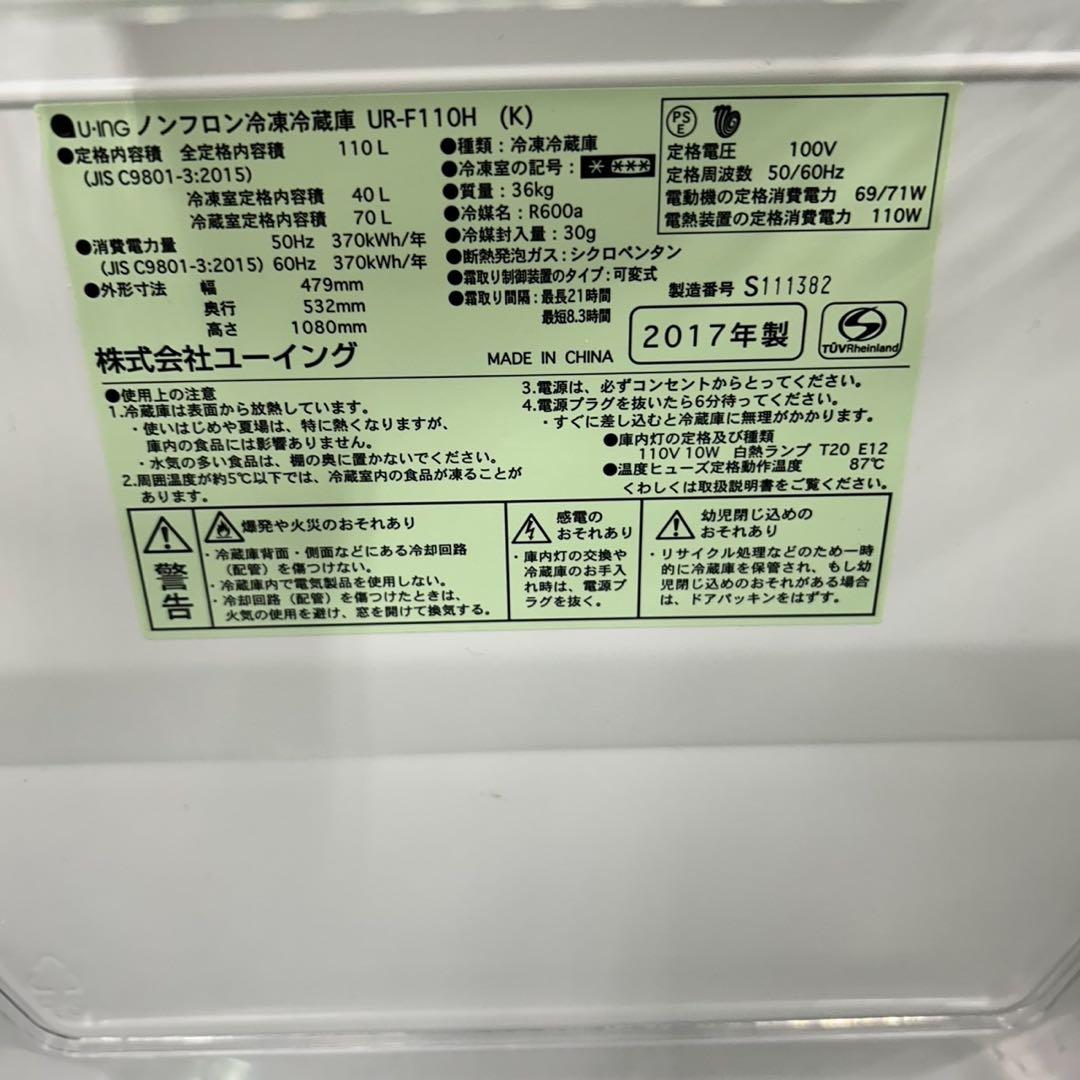 U-ING ノンフロン冷凍冷蔵庫 UR-F110H (K)
●定格内容積 全定格内容積 110L
(JIS C9801-3:2015)
冷凍室定格内容積 40L
冷蔵室定格内容積 70L
●消費電力量 50Hz 370kWh/年
(JIS C9801-3:2015) 60Hz 370kWh/年
●外形寸法 幅 479mm
奥行 532mm
高さ 1080mm
株式会社ユーイング
●種類:冷凍冷蔵庫
●冷凍室の記号:
●質量:36kg
●冷媒名:R600a
●冷媒封入量:30g
●断熱発泡ガス:シクロペンタン
●霜取り制御装置のタイプ:可変式
●霜取り間隔:最長21時間
最短8.3時間
MADE IN CHINA
PS
E
定格電圧 100V
定格周波数 50/60Hz
電動機の定格消費電力 69/71W
電熱装置の定格消費電力 110W
製造番号 S111382
2017年製
TÜVRheinland
●使用上の注意
1.冷蔵庫は表面から放熱しています。
・使いはじめや夏場は、特に熱くなりますが、
庫内の食品には影響ありません。
・水気の多い食品は、棚の奥に置かないでください。
2.周囲温度が約5℃以下では、冷蔵室内の食品が凍ることが
あります。
3.電源は、必ずコンセントからとってください。
4.電源プラグを抜いたら6分待ってください。
・すぐに差し込むと冷蔵庫に無理がかかります。
●庫内灯の定格及び種類
110V 10W 白熱ランプ T20 E12
●温度ヒューズ定格動作温度 87℃
くわしくは取扱説明書をご覧ください。
警告
爆発や火災のおそれあり
・冷蔵庫背面・側面などにある冷却回路
(配管)を傷つけない。
・冷蔵庫内で電気製品を使用しない。
・冷却回路(配管)を傷つけたときは、
火気の使用を避け、窓を開けて換気する。
感電の
おそれあり
・庫内灯の交換や
冷蔵庫のお手入
れ時は、電源プ
ラグを抜く。
幼児閉じ込めの
おそれあり
・リサイクル処理などのため一時
的に冷蔵庫を保管され、もし幼
児閉じ込めのおそれがある場合
は、ドアパッキンをはずす。